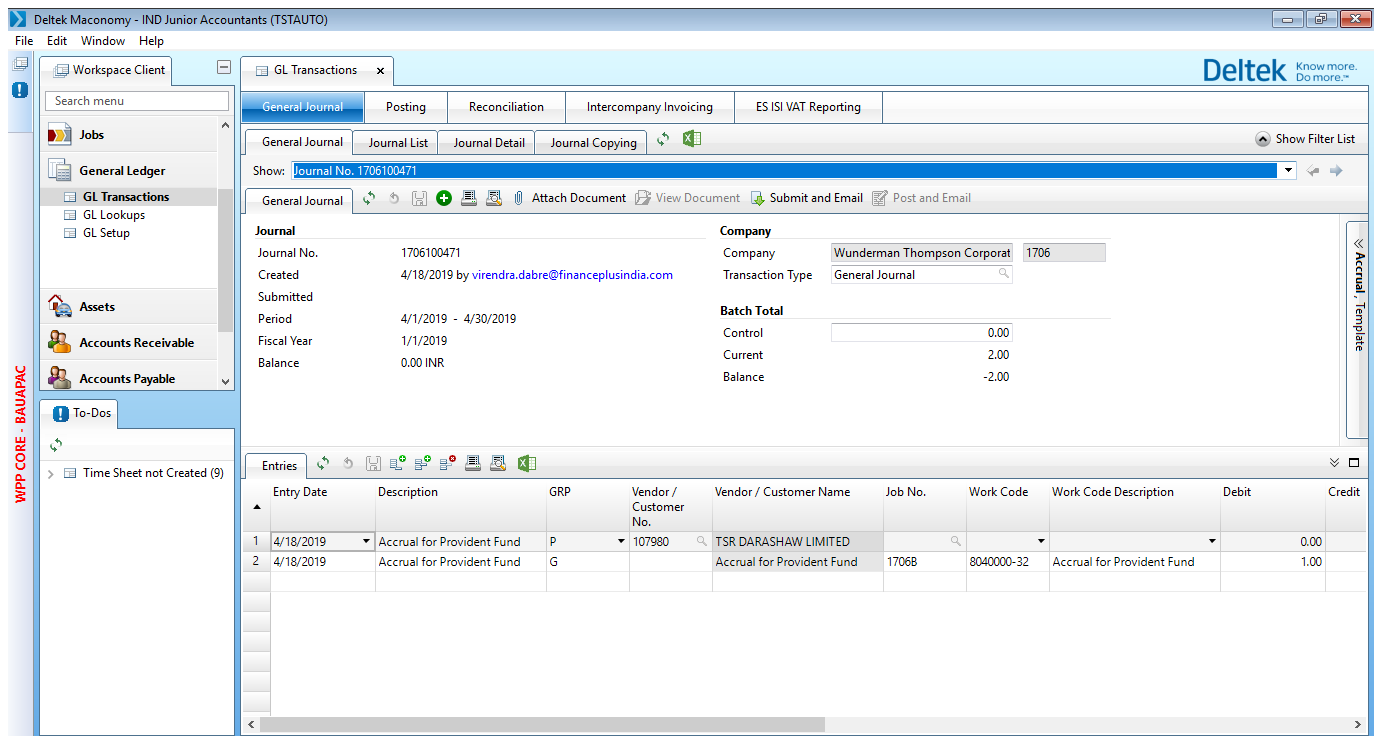 Deltek Maconomy - IND Junior Accountants (TSTAUTO)
File Edit Window Help
Workspace Client
GL Transactions
Deltek Know more. Do more.™
Search menu
General Journal Posting Reconciliation Intercompany Invoicing ES ISI VAT Reporting
Jobs
General Journal Journal List Journal Detail Journal Copying Show Filter List
General Ledger
Show: Journal No. 1706100471
GL Transactions
GL Lookups
GL Setup
General Journal Attach Document View Document Submit and Email Post and Email
Journal
Journal No. 1706100471
Created 4/18/2019 by virendra.dabre@financeplusindia.com
Submitted
Period 4/1/2019 - 4/30/2019
Fiscal Year 1/1/2019
Balance 0.00 INR
Company
Company Wunderman Thompson Corporat 1706
Transaction Type General Journal
Batch Total
Control 0.00
Current 2.00
Balance -2.00
Accrual, Template
Assets
Accounts Receivable
Accounts Payable
WPP CORE - BAUAPAC
To-Dos
Time Sheet not Created (9)
Entries
Entry Date Description GRP Vendor / Customer No. Vendor / Customer Name Job No. Work Code Work Code Description Debit Credit
1 4/18/2019 Accrual for Provident Fund P 107980 TSR DARASHAW LIMITED 0.00
2 4/18/2019 Accrual for Provident Fund G Accrual for Provident Fund 1706B 8040000-32 Accrual for Provident Fund 1.00